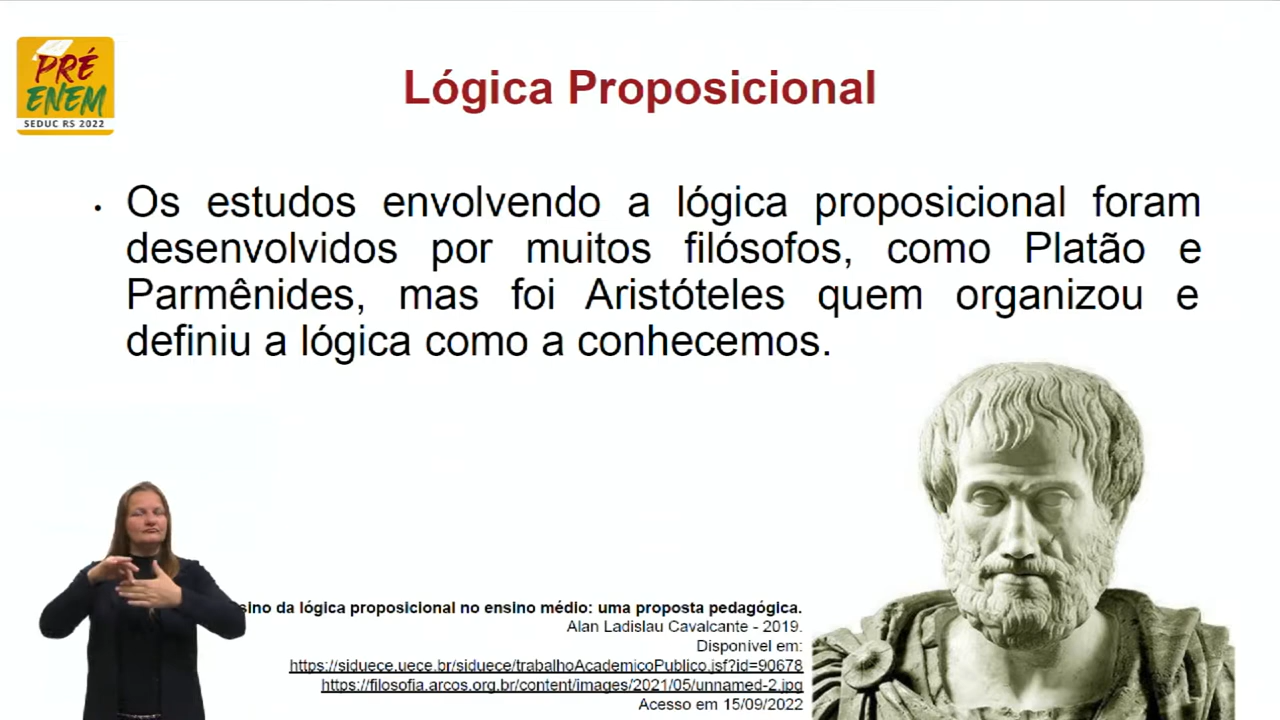 PRÉ
ENEM
SEDUC RS 2022
Lógica Proposicional
• Os estudos envolvendo a lógica proposicional foram
desenvolvidos por muitos filósofos, como Platão e
Parmênides, mas foi Aristóteles quem organizou e
definiu a lógica como a conhecemos.
da lógica proposicional no ensino médio: uma proposta pedagógica.
Alan Ladislau Cavalcante - 2019.
Disponível em:
https://siduece.uece.br/siduece/trabalhoAcademicoPublico.jsf?id=90678
https://filosofia.arcos.org.br/content/images/2021/05/unnamed-2.jpg
Acesso em 15/09/2022